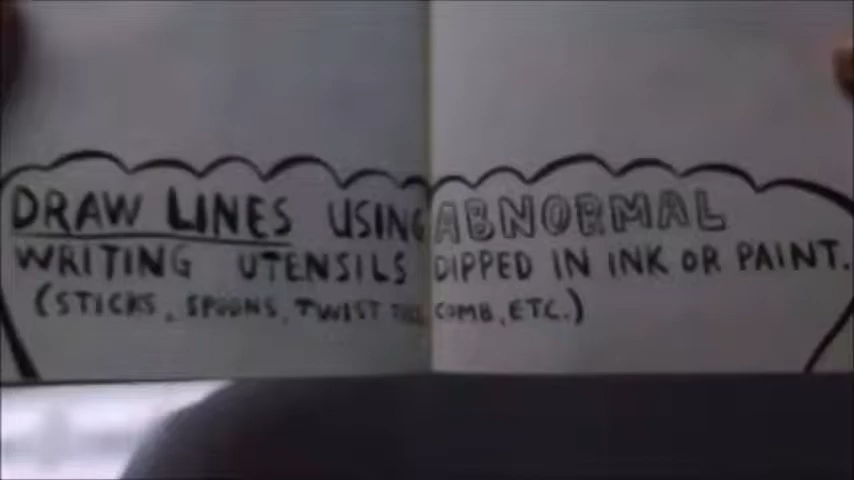 DRAW LINES USING ABNORMAL
WRITING UTENSILS DIPPED IN INK OR PAINT.
(STICKS, SPOONS, TWIST COMB, ETC.)